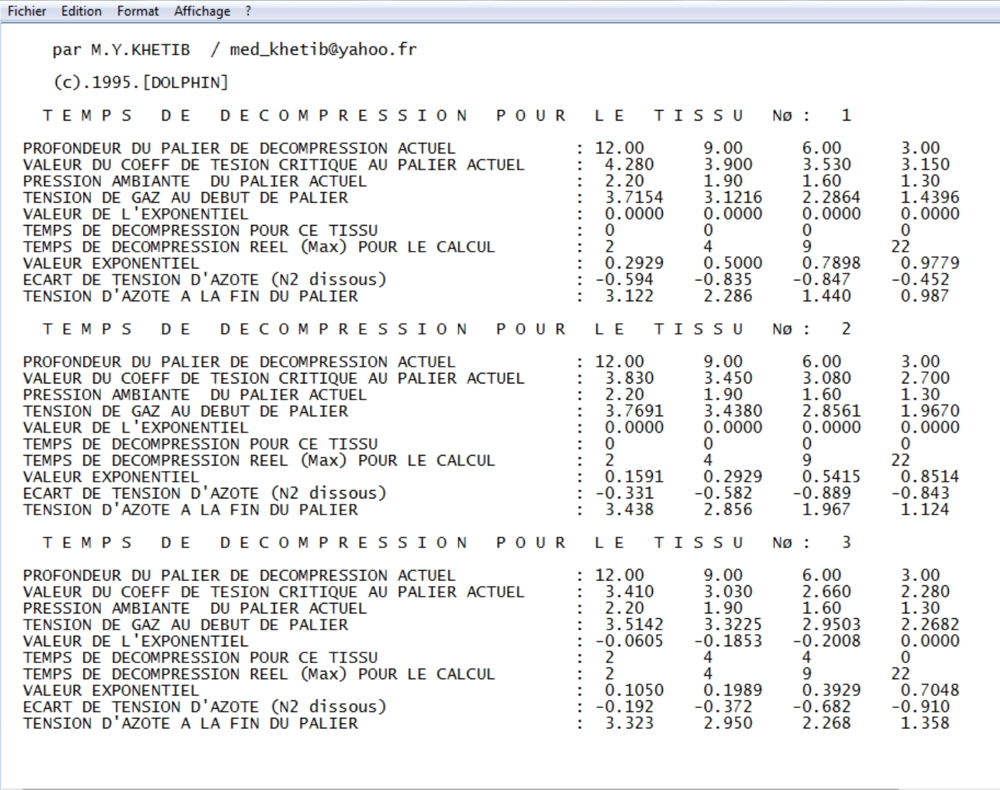 Fichier Edition Format Affichage ?
par M.Y.KHETIB / med_khetib@yahoo.fr
(c).1995.[DOLPHIN]
T E M P S D E D E C O M P R E S S I O N P O U R L E T I S S U Nø : 1
PROFONDEUR DU PALIER DE DECOMPRESSION ACTUEL : 12.00 9.00 6.00 3.00
VALEUR DU COEFF DE TESION CRITIQUE AU PALIER ACTUEL : 4.280 3.900 3.530 3.150
PRESSION AMBIANTE DU PALIER ACTUEL : 2.20 1.90 1.60 1.30
TENSION DE GAZ AU DEBUT DE PALIER : 3.7154 3.1216 2.2864 1.4396
VALEUR DE L'EXPONENTIEL : 0.0000 0.0000 0.0000 0.0000
TEMPS DE DECOMPRESSION POUR CE TISSU : 0 0 0 0
TEMPS DE DECOMPRESSION REEL (Max) POUR LE CALCUL : 2 4 9 22
VALEUR EXPONENTIEL : 0.2929 0.5000 0.7898 0.9779
ECART DE TENSION D'AZOTE (N2 dissous) : -0.594 -0.835 -0.847 -0.452
TENSION D'AZOTE A LA FIN DU PALIER : 3.122 2.286 1.440 0.987
T E M P S D E D E C O M P R E S S I O N P O U R L E T I S S U Nø : 2
PROFONDEUR DU PALIER DE DECOMPRESSION ACTUEL : 12.00 9.00 6.00 3.00
VALEUR DU COEFF DE TESION CRITIQUE AU PALIER ACTUEL : 3.830 3.450 3.080 2.700
PRESSION AMBIANTE DU PALIER ACTUEL : 2.20 1.90 1.60 1.30
TENSION DE GAZ AU DEBUT DE PALIER : 3.7691 3.4380 2.8561 1.9670
VALEUR DE L'EXPONENTIEL : 0.0000 0.0000 0.0000 0.0000
TEMPS DE DECOMPRESSION POUR CE TISSU : 0 0 0 0
TEMPS DE DECOMPRESSION REEL (Max) POUR LE CALCUL : 2 4 9 22
VALEUR EXPONENTIEL : 0.1591 0.2929 0.5415 0.8514
ECART DE TENSION D'AZOTE (N2 dissous) : -0.331 -0.582 -0.889 -0.843
TENSION D'AZOTE A LA FIN DU PALIER : 3.438 2.856 1.967 1.124
T E M P S D E D E C O M P R E S S I O N P O U R L E T I S S U Nø : 3
PROFONDEUR DU PALIER DE DECOMPRESSION ACTUEL : 12.00 9.00 6.00 3.00
VALEUR DU COEFF DE TESION CRITIQUE AU PALIER ACTUEL : 3.410 3.030 2.660 2.280
PRESSION AMBIANTE DU PALIER ACTUEL : 2.20 1.90 1.60 1.30
TENSION DE GAZ AU DEBUT DE PALIER : 3.5142 3.3225 2.9503 2.2682
VALEUR DE L'EXPONENTIEL : -0.0605 -0.1853 -0.2008 0.0000
TEMPS DE DECOMPRESSION POUR CE TISSU : 2 4 4 0
TEMPS DE DECOMPRESSION REEL (Max) POUR LE CALCUL : 2 4 9 22
VALEUR EXPONENTIEL : 0.1050 0.1989 0.3929 0.7048
ECART DE TENSION D'AZOTE (N2 dissous) : -0.192 -0.372 -0.682 -0.910
TENSION D'AZOTE A LA FIN DU PALIER : 3.323 2.950 2.268 1.358